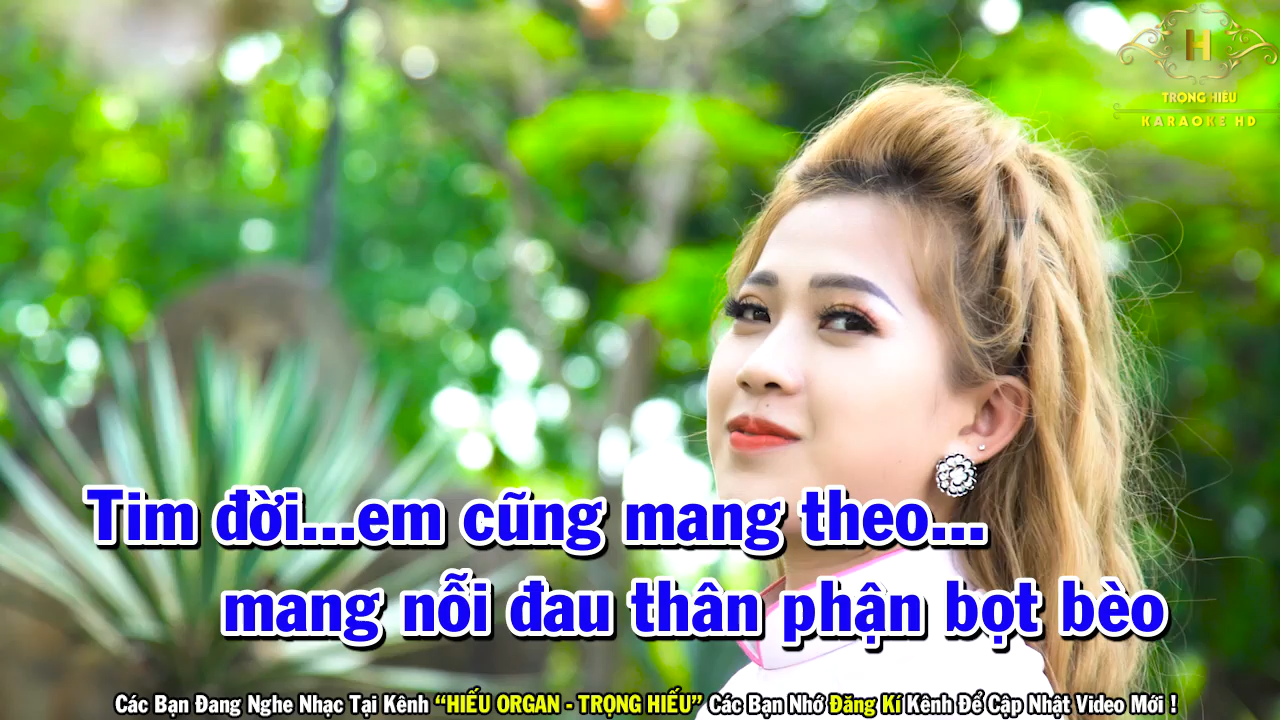 H
TRỌNG HIẾU
KARAOKE HD
Tim đời...em cũng mang theo...
mang nỗi đau thân phận bọt bèo
Các Bạn Đang Nghe Nhạc Tại Kênh “HIẾU ORGAN - TRỌNG HIẾU” Các Bạn Nhớ Đăng Kí Kênh Để Cập Nhật Video Mới !